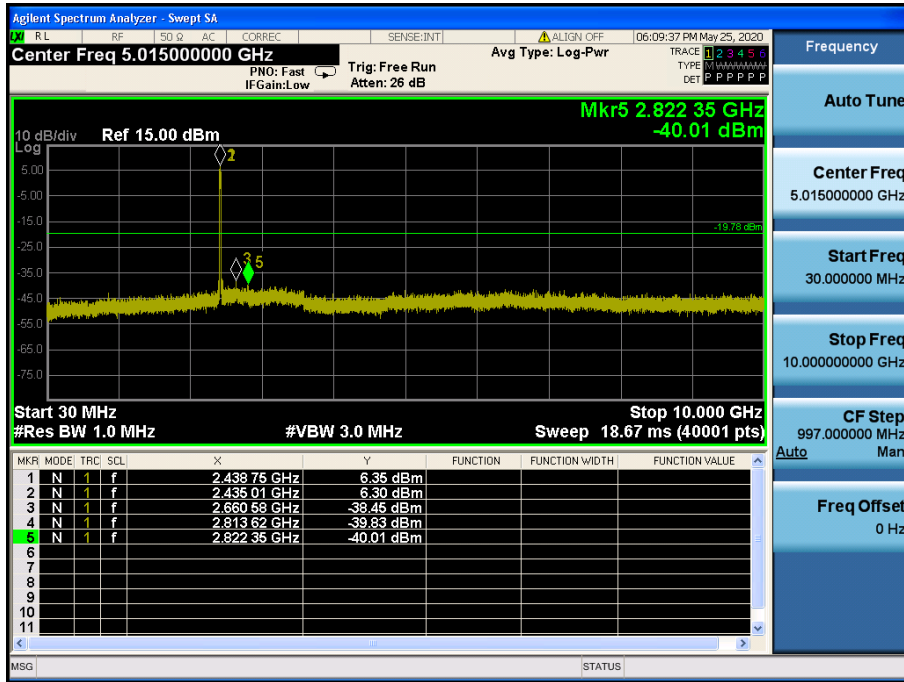 Agilent Spectrum Analyzer - Swept SA
LXI RL RF 50 Ω AC CORREC SENSE:INT ALIGN OFF 06:09:37 PM May 25, 2020
Center Freq 5.015000000 GHz
PNO: Fast
IFGain:Low
Trig: Free Run
Atten: 26 dB
Avg Type: Log-Pwr
TRACE 1 2 3 4 5 6
TYPE M WWWWW
DET P P P P P P
Mkr5 2.822 35 GHz
-40.01 dBm
10 dB/div Ref 15.00 dBm
Log
5.00
-5.00
-15.0
-25.0
-35.0
-45.0
-55.0
-65.0
-75.0
2
3
5
-19.78 dBm
Start 30 MHz Stop 10.000 GHz
#Res BW 1.0 MHz #VBW 3.0 MHz Sweep 18.67 ms (40001 pts)
MKR MODE TRC SCL X Y FUNCTION FUNCTION WIDTH FUNCTION VALUE
1 N 1 f 2.438 75 GHz 6.35 dBm
2 N 1 f 2.435 01 GHz 6.30 dBm
3 N 1 f 2.660 58 GHz -38.45 dBm
4 N 1 f 2.813 62 GHz -39.83 dBm
5 N 1 f 2.822 35 GHz -40.01 dBm
6
7
8
9
10
11
MSG STATUS
Frequency
Auto Tune
Center Freq
5.015000000 GHz
Start Freq
30.000000 MHz
Stop Freq
10.000000000 GHz
CF Step
997.000000 MHz
Auto Man
Freq Offset
0 Hz